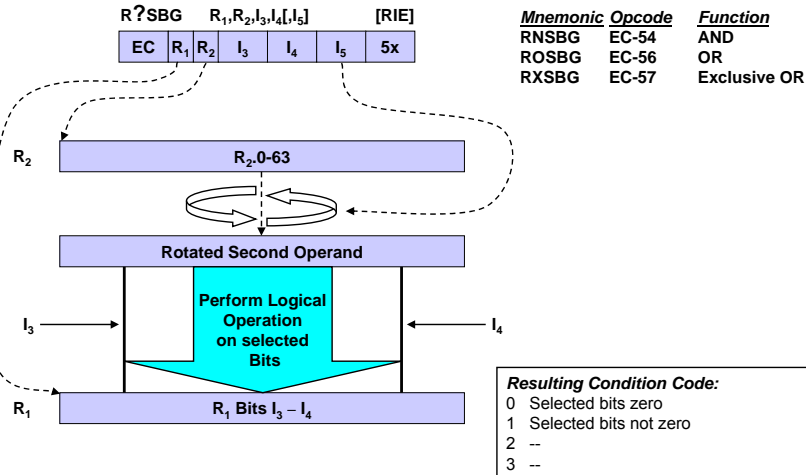 R?SBG R₁,R₂,I₃,I₄[,I₅] [RIE]
EC R₁ R₂ I₃ I₄ I₅ 5x
Mnemonic Opcode Function
RNSBG EC-54 AND
ROSBG EC-56 OR
RXSBG EC-57 Exclusive OR
R₂ R₂.0-63
Rotated Second Operand
Perform Logical
Operation
on selected
Bits
I₃ I₄
R₁ R₁ Bits I₃ – I₄
Resulting Condition Code:
0 Selected bits zero
1 Selected bits not zero
2 --
3 --